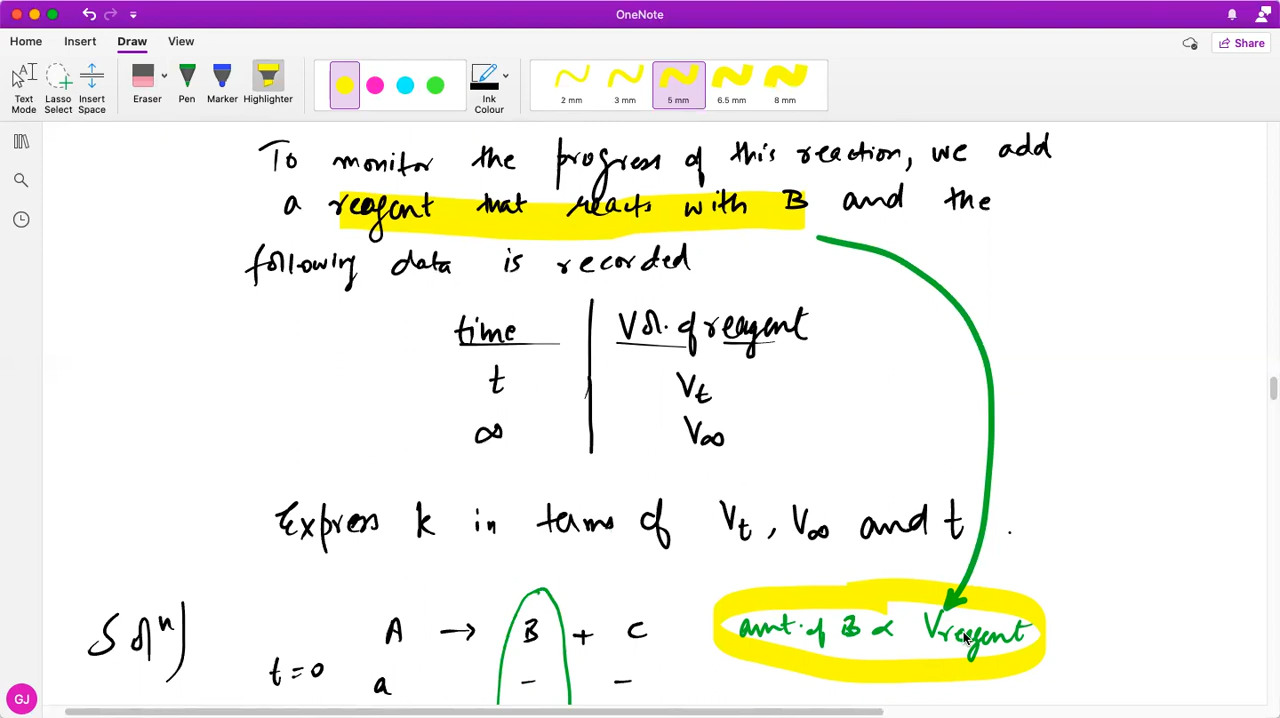 OneNote
Home Insert Draw View
Share
Text Mode
Lasso Select
Insert Space
Eraser
Pen
Marker
Highlighter
Ink Colour
2 mm 3 mm 5 mm 6.5 mm 8 mm
To monitor the progress of this reaction, we add
a reagent that reacts with B and the
following data is recorded
time Vol. of reagent
t Vt
∞ V∞
Express k in terms of Vt, V∞ and t.
Solⁿ) A → B + C amt. of B ∝ Vreagent
t=0 a - -
GJ